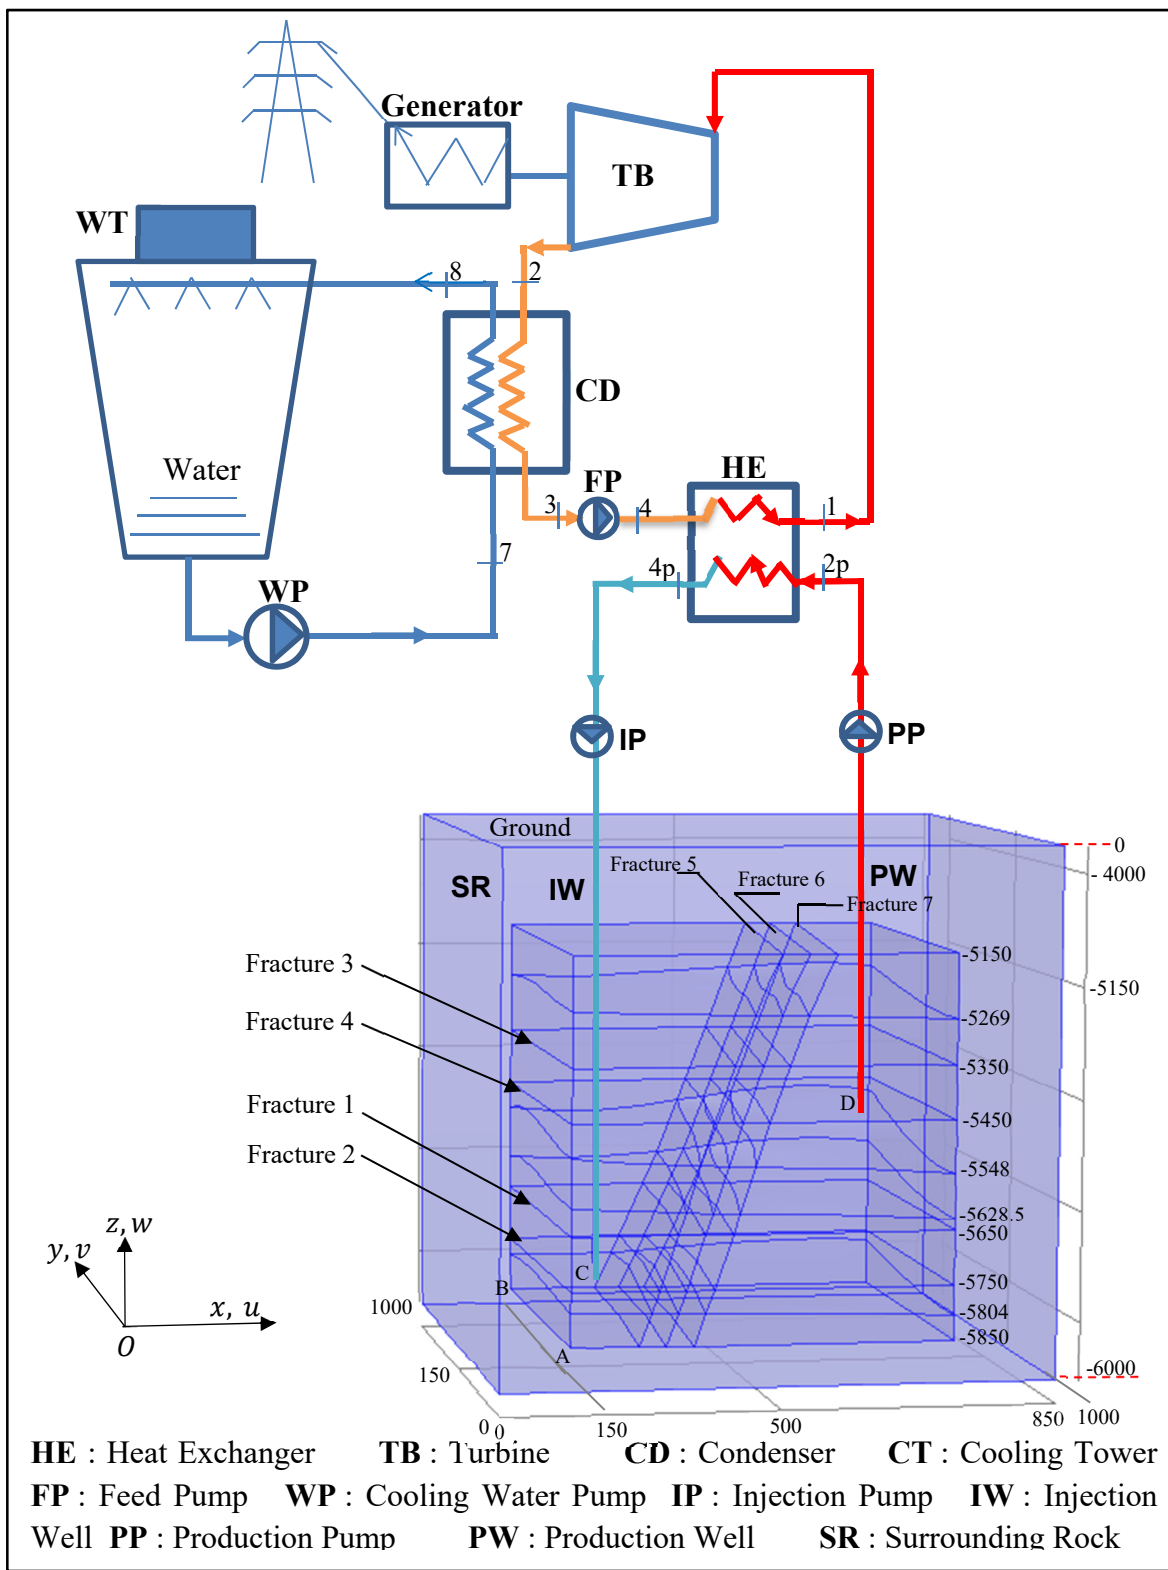 Generator
TB
WT
8
2
CD
Water
HE
FP
3
4
1
7
4p
2p
WP
IP
PP
Ground
0
- 4000
SR
IW
Fracture 5
PW
Fracture 6
Fracture 7
-5150
Fracture 3
-5150
-5269
Fracture 4
-5350
D
Fracture 1
-5450
Fracture 2
-5548
z, w
-5628.5
y, v
-5650
C
B
-5750
x, u
1000
-5804
O
-5850
A
150
-6000
0
0
150
500
850
1000
HE : Heat Exchanger TB : Turbine CD : Condenser CT : Cooling Tower
FP : Feed Pump WP : Cooling Water Pump IP : Injection Pump IW : Injection
Well PP : Production Pump PW : Production Well SR : Surrounding Rock